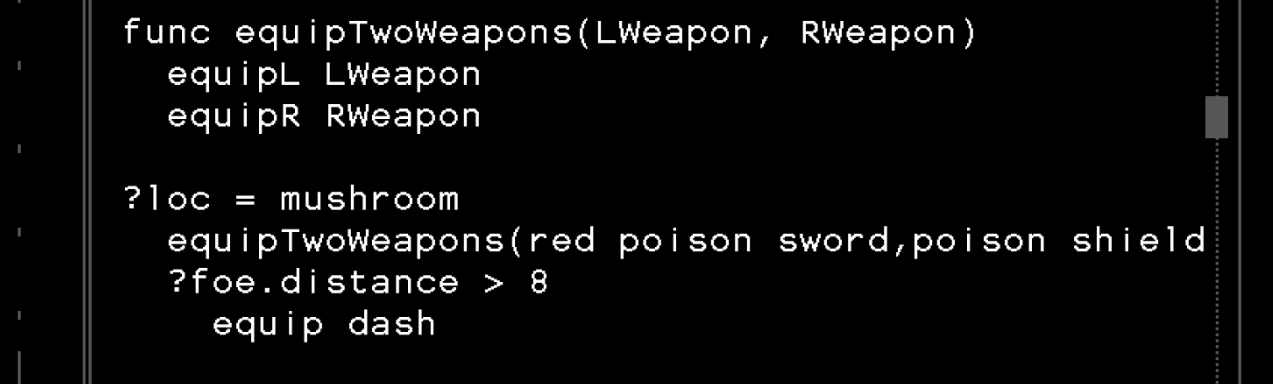 func equipTwoWeapons(LWeapon, RWeapon)
  equipL LWeapon
  equipR RWeapon
?loc = mushroom
  equipTwoWeapons(red poison sword,poison shield
  ?foe.distance > 8
    equip dash